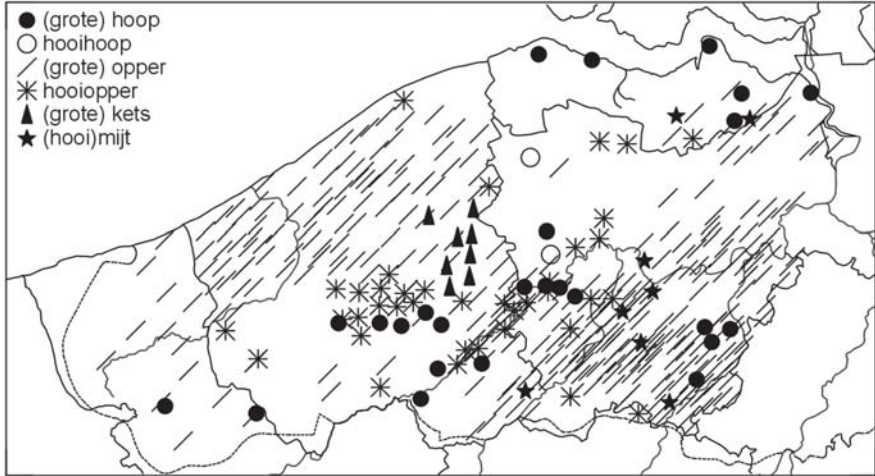 (grote) hoop
hooihoop
(grote) opper
hooiopper
(grote) kets
(hooi)mijt